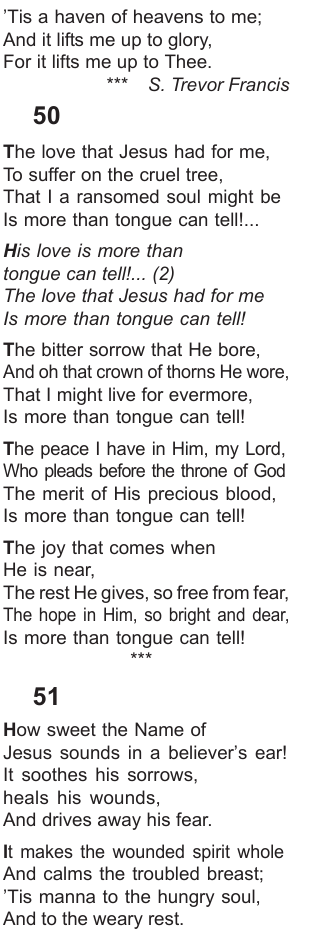 ’Tis a haven of heavens to me;
And it lifts me up to glory,
For it lifts me up to Thee.
*** S. Trevor Francis
50
The love that Jesus had for me,
To suffer on the cruel tree,
That I a ransomed soul might be
Is more than tongue can tell!...
His love is more than
tongue can tell!... (2)
The love that Jesus had for me
Is more than tongue can tell!
The bitter sorrow that He bore,
And oh that crown of thorns He wore,
That I might live for evermore,
Is more than tongue can tell!
The peace I have in Him, my Lord,
Who pleads before the throne of God
The merit of His precious blood,
Is more than tongue can tell!
The joy that comes when
He is near,
The rest He gives, so free from fear,
The hope in Him, so bright and dear,
Is more than tongue can tell!
***
51
How sweet the Name of
Jesus sounds in a believer’s ear!
It soothes his sorrows,
heals his wounds,
And drives away his fear.
It makes the wounded spirit whole
And calms the troubled breast;
’Tis manna to the hungry soul,
And to the weary rest.